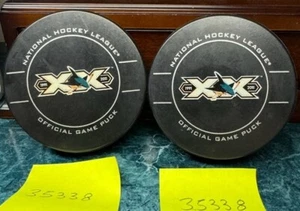 NATIONAL HOCKEY LEAGUE®
XX
OFFICIAL GAME PUCK
NATIONAL HOCKEY LEAGUE®
XX
OFFICIAL GAME PUCK
35338
35338